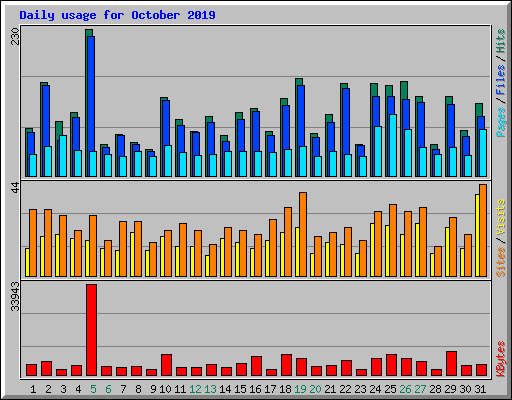 Daily usage for October 2019
230
Pages/Files/Hits
44
Sites/Visits
33943
KBytes
1 2 3 4 5 6 7 8 9 10 11 12 13 14 15 16 17 18 19 20 21 22 23 24 25 26 27 28 29 30 31